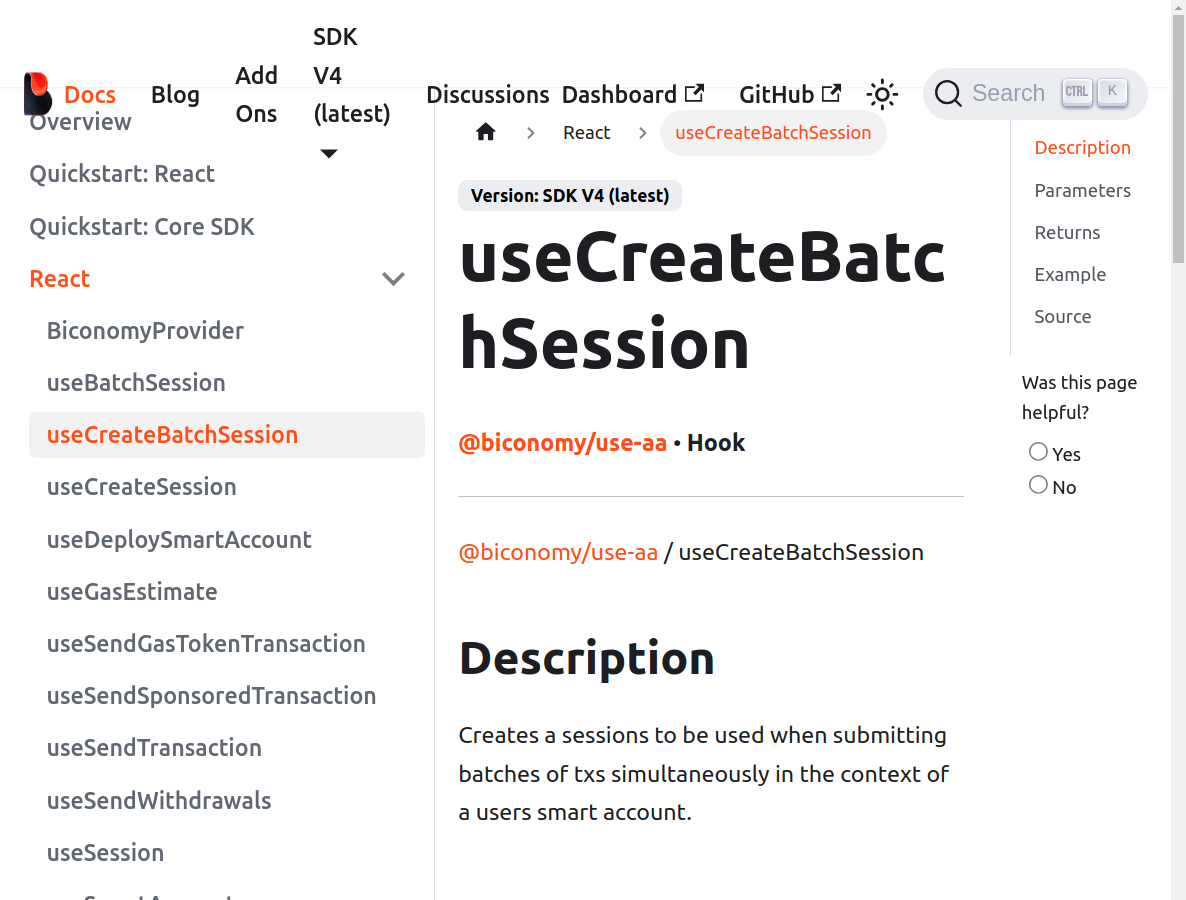 Docs
Blog
Add
Ons
SDK
V4
(latest)
Discussions
Dashboard
GitHub
Search
CTRL
K
Overview
Quickstart: React
Quickstart: Core SDK
React
BiconomyProvider
useBatchSession
useCreateBatchSession
useCreateSession
useDeploySmartAccount
useGasEstimate
useSendGasTokenTransaction
useSendSponsoredTransaction
useSendTransaction
useSendWithdrawals
useSession
React
useCreateBatchSession
Version: SDK V4 (latest)
useCreateBatc
hSession
@biconomy/use-aa • Hook
@biconomy/use-aa / useCreateBatchSession
Description
Creates a sessions to be used when submitting
batches of txs simultaneously in the context of
a users smart account.
Description
Parameters
Returns
Example
Source
Was this page
helpful?
Yes
No